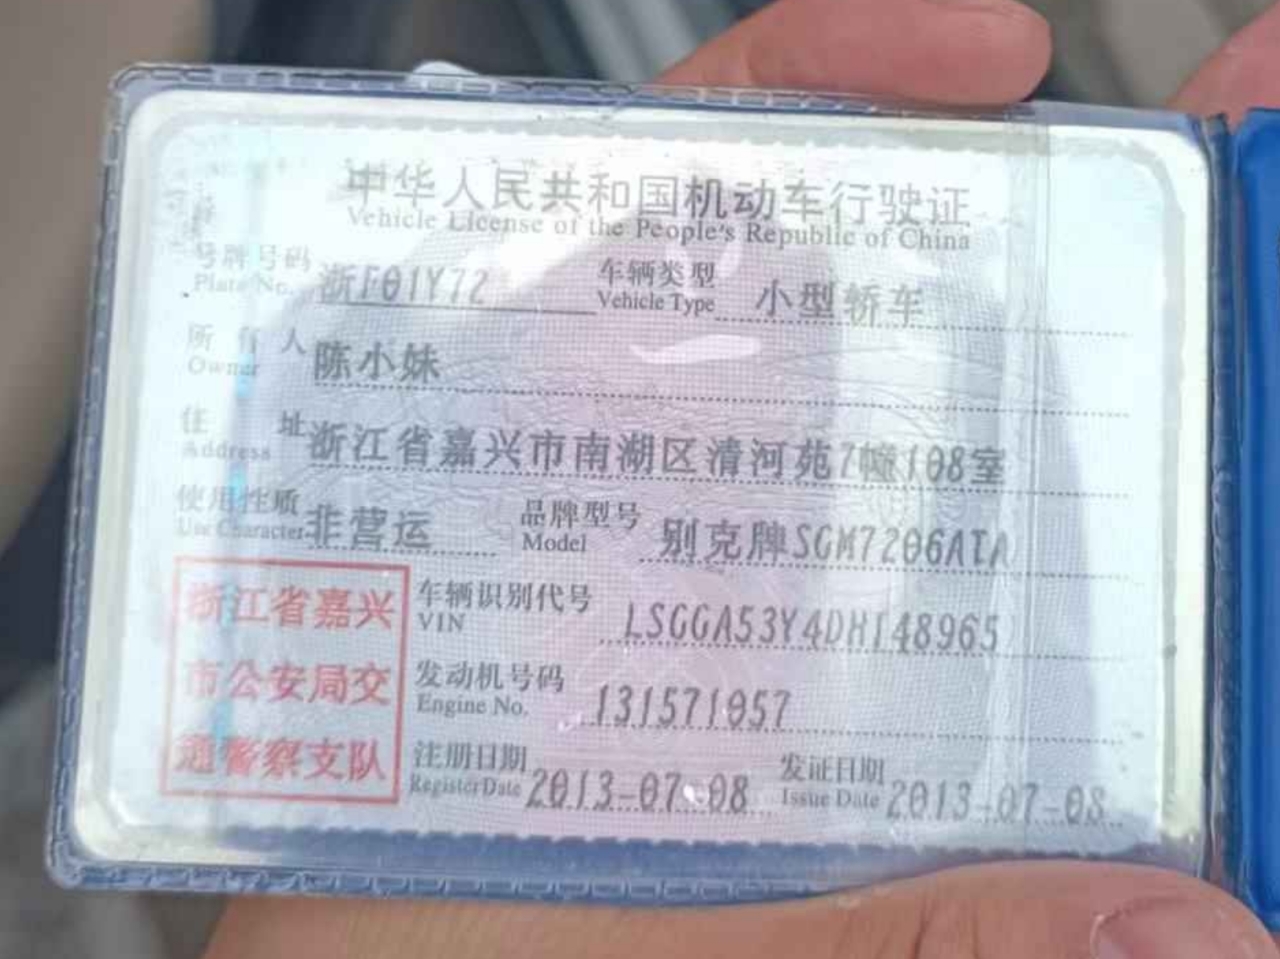 中华人民共和国机动车行驶证
Vehicle License of the People's Republic of China
号牌号码 浙F01Y72 车辆类型 小型轿车
Plate No. Vehicle Type
所有人 陈小妹
Owner
住址 浙江省嘉兴市南湖区清河苑7幢108室
Address
使用性质 非营运 品牌型号 别克牌SGM7206ATA
Use Character Model
浙江省嘉兴
市公安局交
通警察支队
车辆识别代号 LSGGA53Y4DH148965
VIN
发动机号码 131571057
Engine No.
注册日期 2013-07-08 发证日期 2013-07-08
Register Date Issue Date